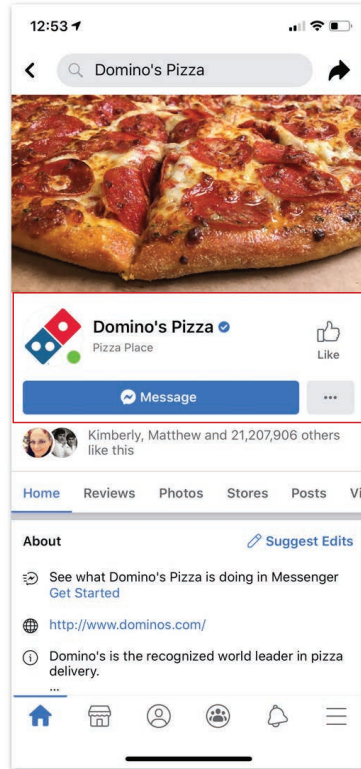 12:53
Domino's Pizza
Domino's Pizza
Pizza Place
Like
Message
Kimberly, Matthew and 21,207,906 others
like this
Home Reviews Photos Stores Posts Vi
About
Suggest Edits
See what Domino's Pizza is doing in Messenger
Get Started
http://www.dominos.com/
Domino's is the recognized world leader in pizza
delivery.
...